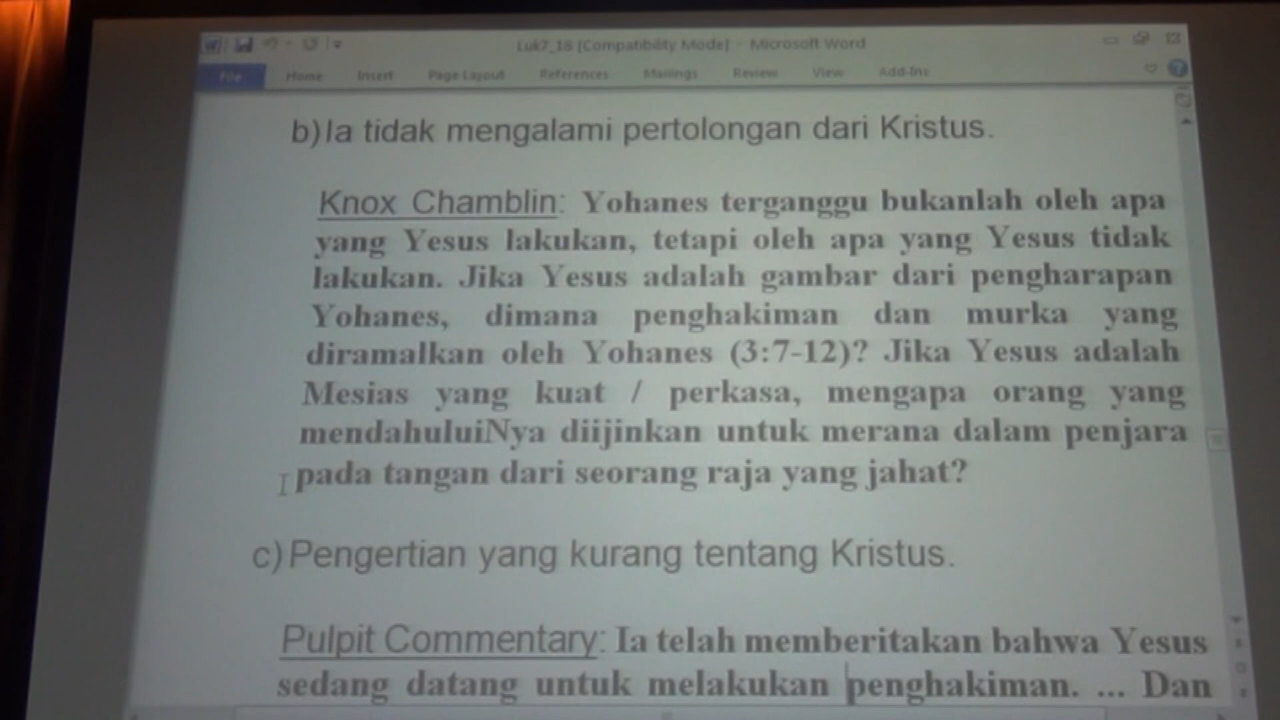 Luk7_18 [Compatibility Mode] - Microsoft Word
File Home Insert Page Layout References Mailings Review View Add-Ins
b) Ia tidak mengalami pertolongan dari Kristus.
Knox Chamblin: Yohanes terganggu bukanlah oleh apa
yang Yesus lakukan, tetapi oleh apa yang Yesus tidak
lakukan. Jika Yesus adalah gambar dari pengharapan
Yohanes, dimana penghakiman dan murka yang
diramalkan oleh Yohanes (3:7-12)? Jika Yesus adalah
Mesias yang kuat / perkasa, mengapa orang yang
mendahuluiNya diijinkan untuk merana dalam penjara
pada tangan dari seorang raja yang jahat?
c) Pengertian yang kurang tentang Kristus.
Pulpit Commentary: Ia telah memberitakan bahwa Yesus
sedang datang untuk melakukan penghakiman. ... Dan